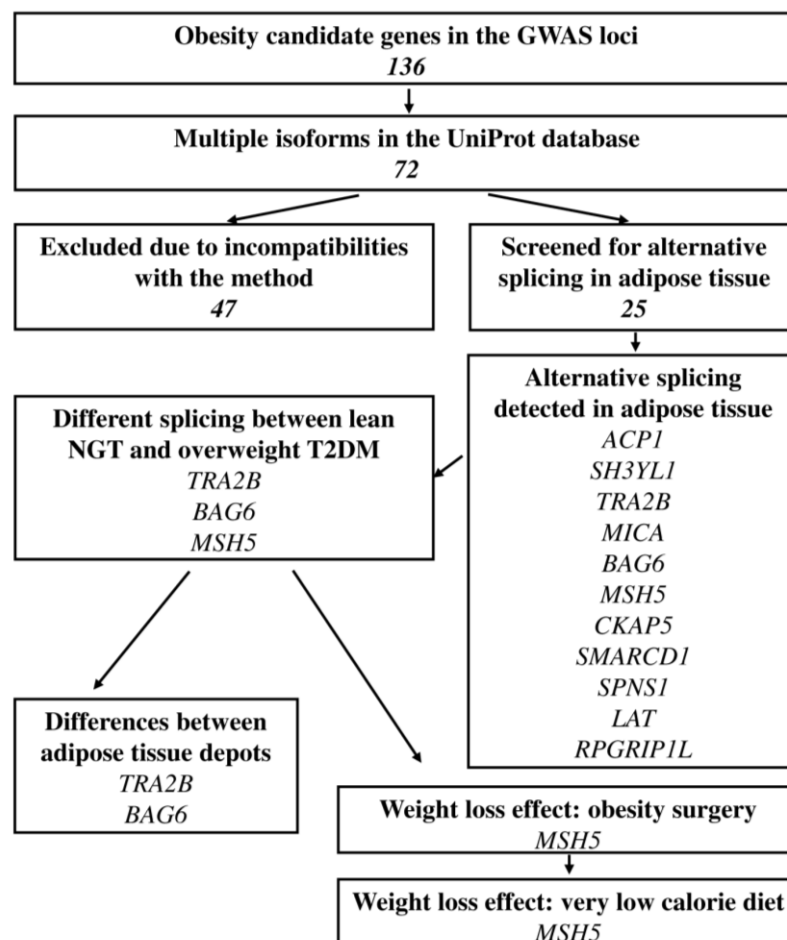 Obesity candidate genes in the GWAS loci
136
Multiple isoforms in the UniProt database
72
Excluded due to incompatibilities
with the method
47
Screened for alternative
splicing in adipose tissue
25
Alternative splicing
detected in adipose tissue
ACP1
SH3YL1
TRA2B
MICA
BAG6
MSH5
CKAP5
SMARCD1
SPNS1
LAT
RPGRIP1L
Different splicing between lean
NGT and overweight T2DM
TRA2B
BAG6
MSH5
Differences between
adipose tissue depots
TRA2B
BAG6
Weight loss effect: obesity surgery
MSH5
Weight loss effect: very low calorie diet
MSH5